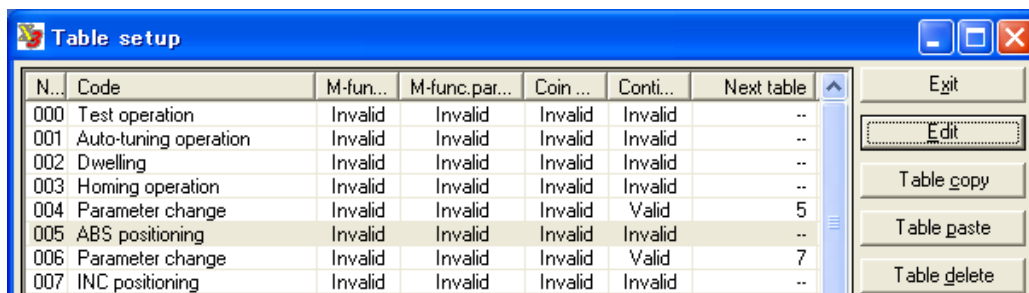 Table setup
N... Code M-fun... M-func.par... Coin ... Conti... Next table Exit
000 Test operation Invalid Invalid Invalid Invalid --
001 Auto-tuning operation Invalid Invalid Invalid Invalid -- Edit
002 Dwelling Invalid Invalid Invalid Invalid --
003 Homing operation Invalid Invalid Invalid Invalid -- Table copy
004 Parameter change Invalid Invalid Invalid Valid 5
005 ABS positioning Invalid Invalid Invalid Invalid -- Table paste
006 Parameter change Invalid Invalid Invalid Valid 7
007 INC positioning Invalid Invalid Invalid Invalid -- Table delete